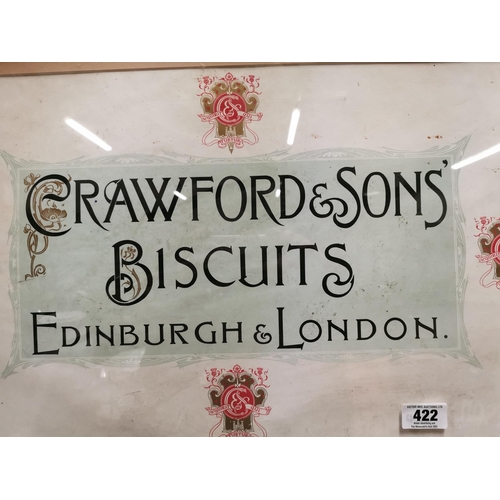 CRAWFORD & SONS'
BISCUITS
EDINBURGH & LONDON.
422